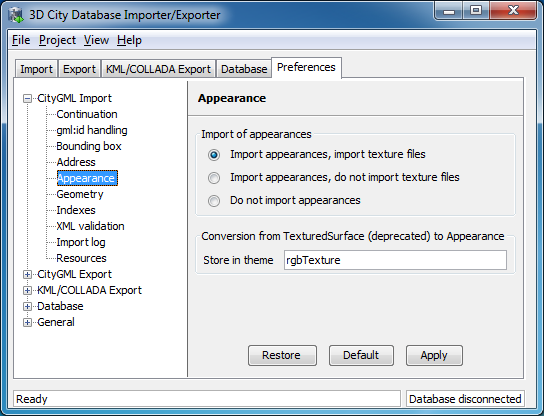 3D City Database Importer/Exporter
File Project View Help
Import Export KML/COLLADA Export Database Preferences
CityGML Import
Continuation
gml:id handling
Bounding box
Address
Appearance
Geometry
Indexes
XML validation
Import log
Resources
CityGML Export
KML/COLLADA Export
Database
General
Appearance
Import of appearances
Import appearances, import texture files
Import appearances, do not import texture files
Do not import appearances
Conversion from TexturedSurface (deprecated) to Appearance
Store in theme rgbTexture
Restore Default Apply
Ready Database disconnected